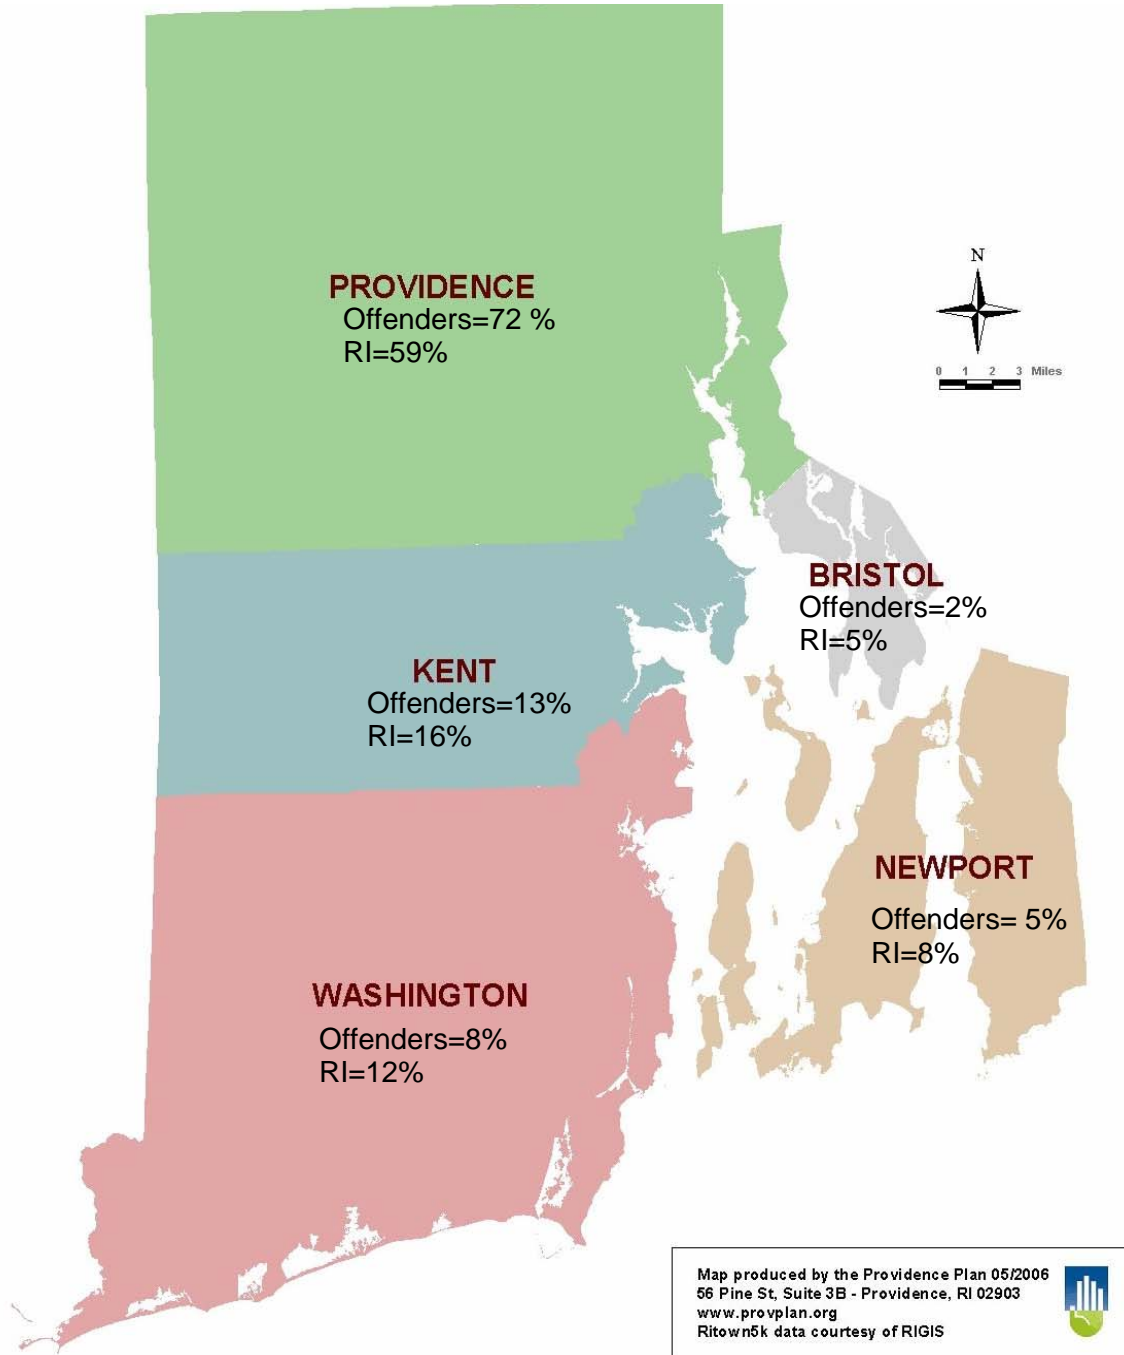 PROVIDENCE
Offenders=72 %
RI=59%
N
0 1 2 3 Miles
BRISTOL
Offenders=2%
RI=5%
KENT
Offenders=13%
RI=16%
NEWPORT
Offenders= 5%
RI=8%
WASHINGTON
Offenders=8%
RI=12%
Map produced by the Providence Plan 05/2006
56 Pine St, Suite 3B - Providence, RI 02903
www.provplan.org
Ritown5k data courtesy of RIGIS